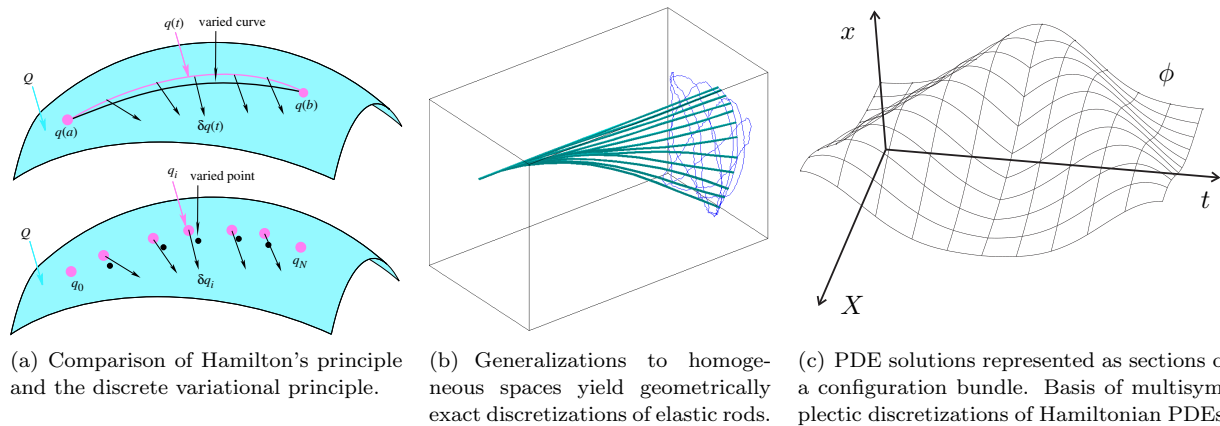 q(t)
varied curve
Q
q(a)
δq(t)
q(b)
q_i
varied point
Q
q_0
δq_i
q_N
x
ϕ
t
X
(a) Comparison of Hamilton's principle
and the discrete variational principle.
(b) Generalizations to homoge-
neous spaces yield geometrically
exact discretizations of elastic rods.
(c) PDE solutions represented as sections o
a configuration bundle. Basis of multisym
plectic discretizations of Hamiltonian PDEs